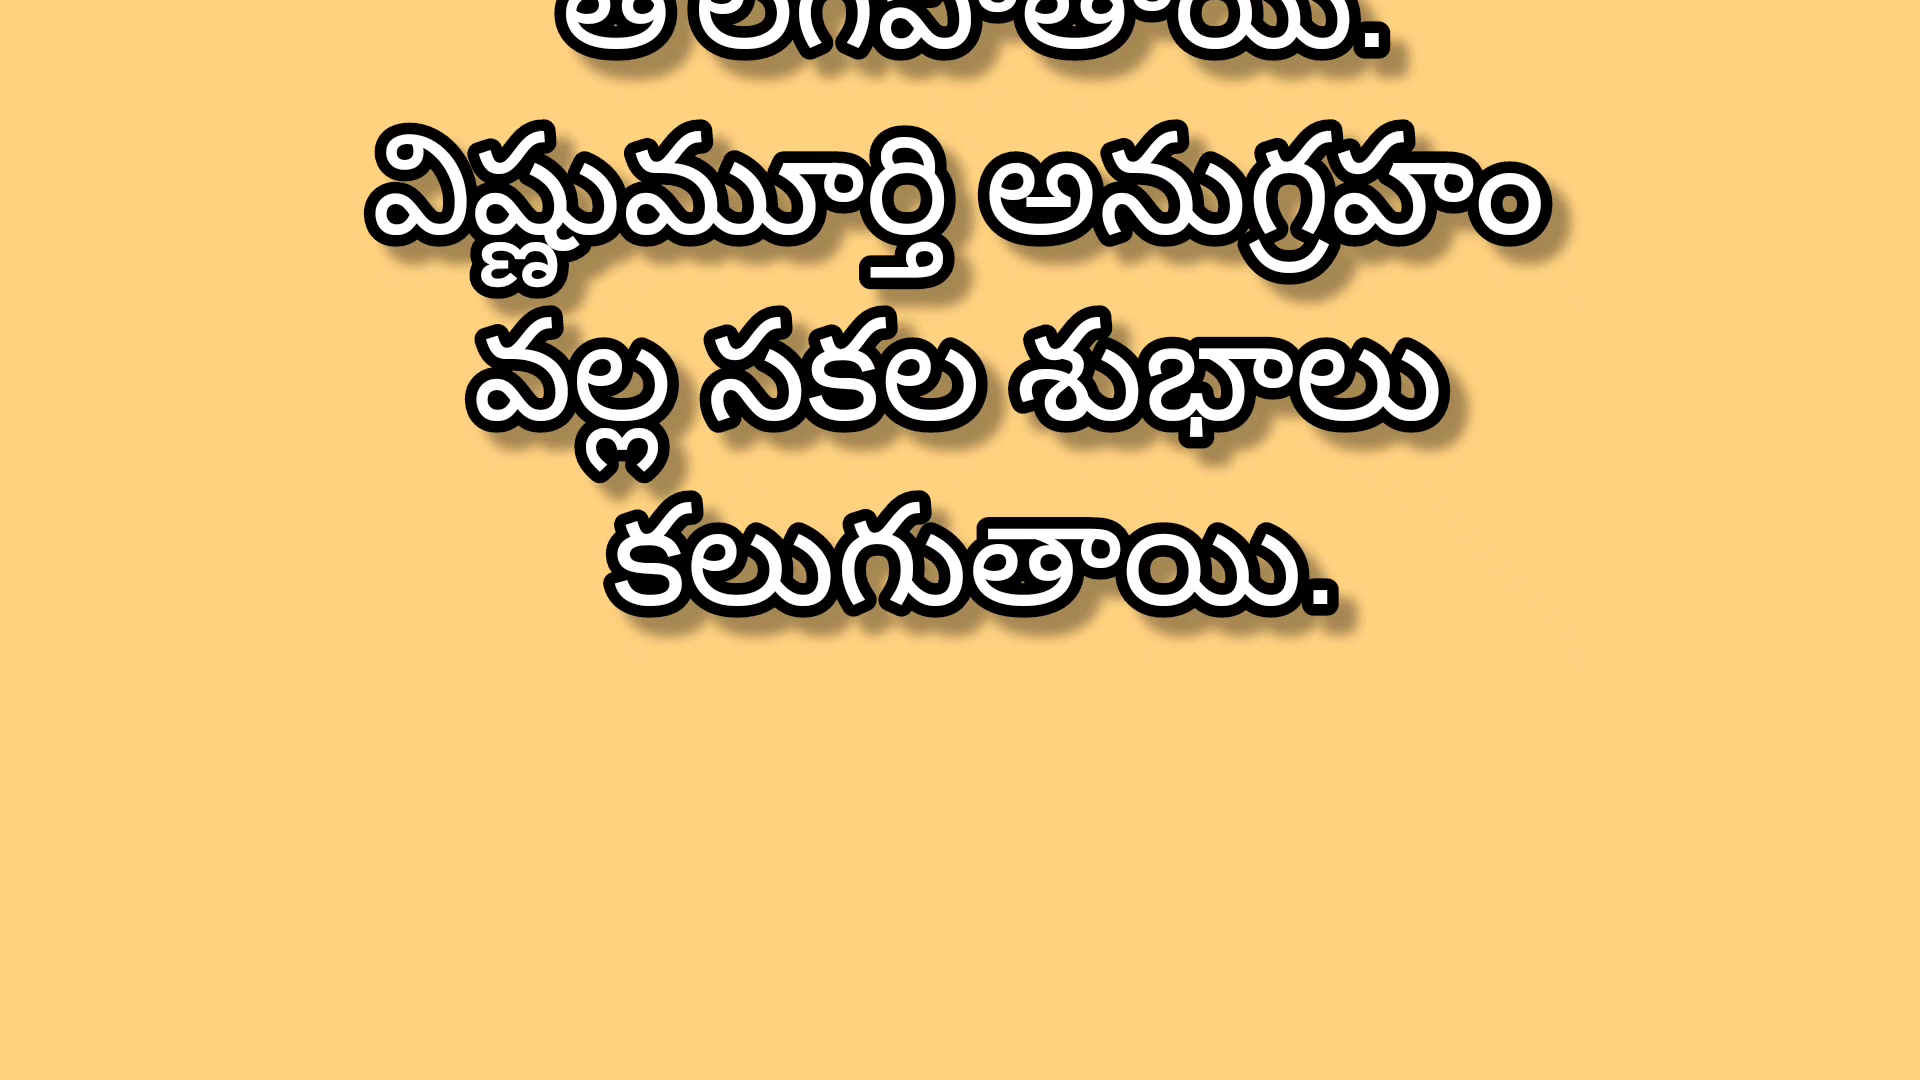 విష్ణుమూర్తి అనుగ్రహం
వల్ల సకల శుభాలు
కలుగుతాయి.